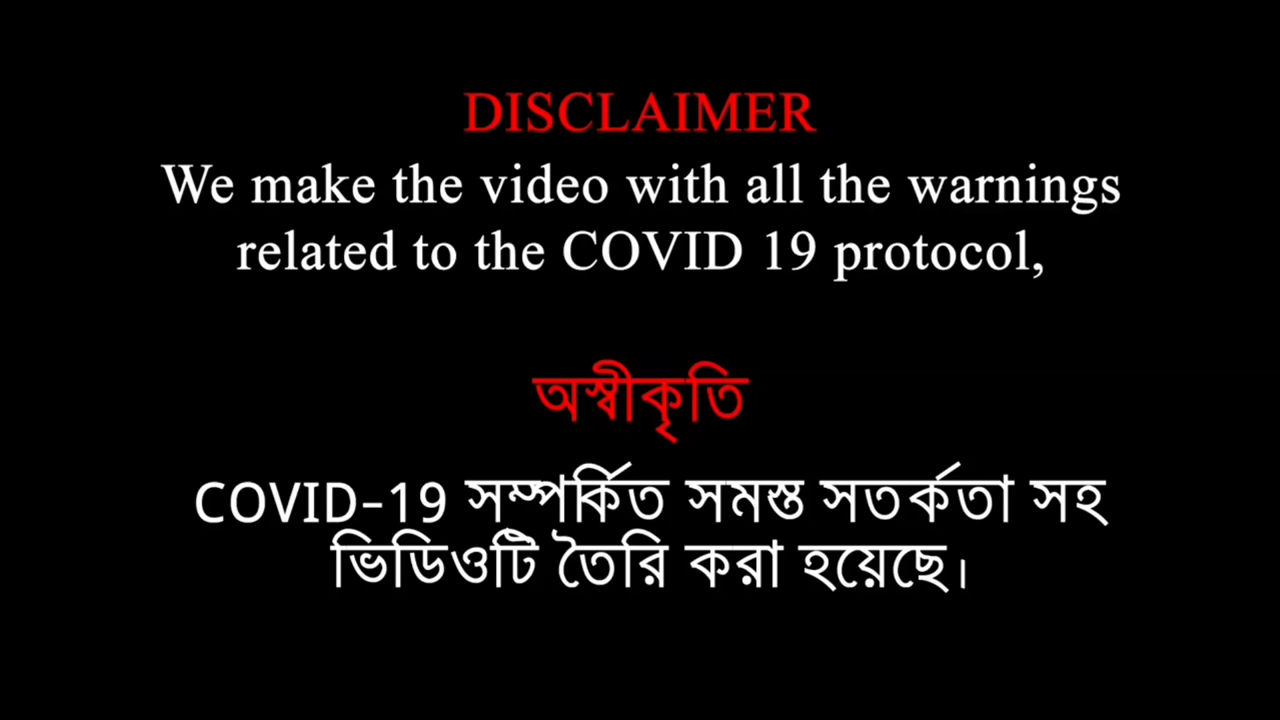 DISCLAIMER
We make the video with all the warnings
related to the COVID 19 protocol,
অস্বীকৃতি
COVID-19 সম্পর্কিত সমস্ত সতর্কতা সহ
ভিডিওটি তৈরি করা হয়েছে।